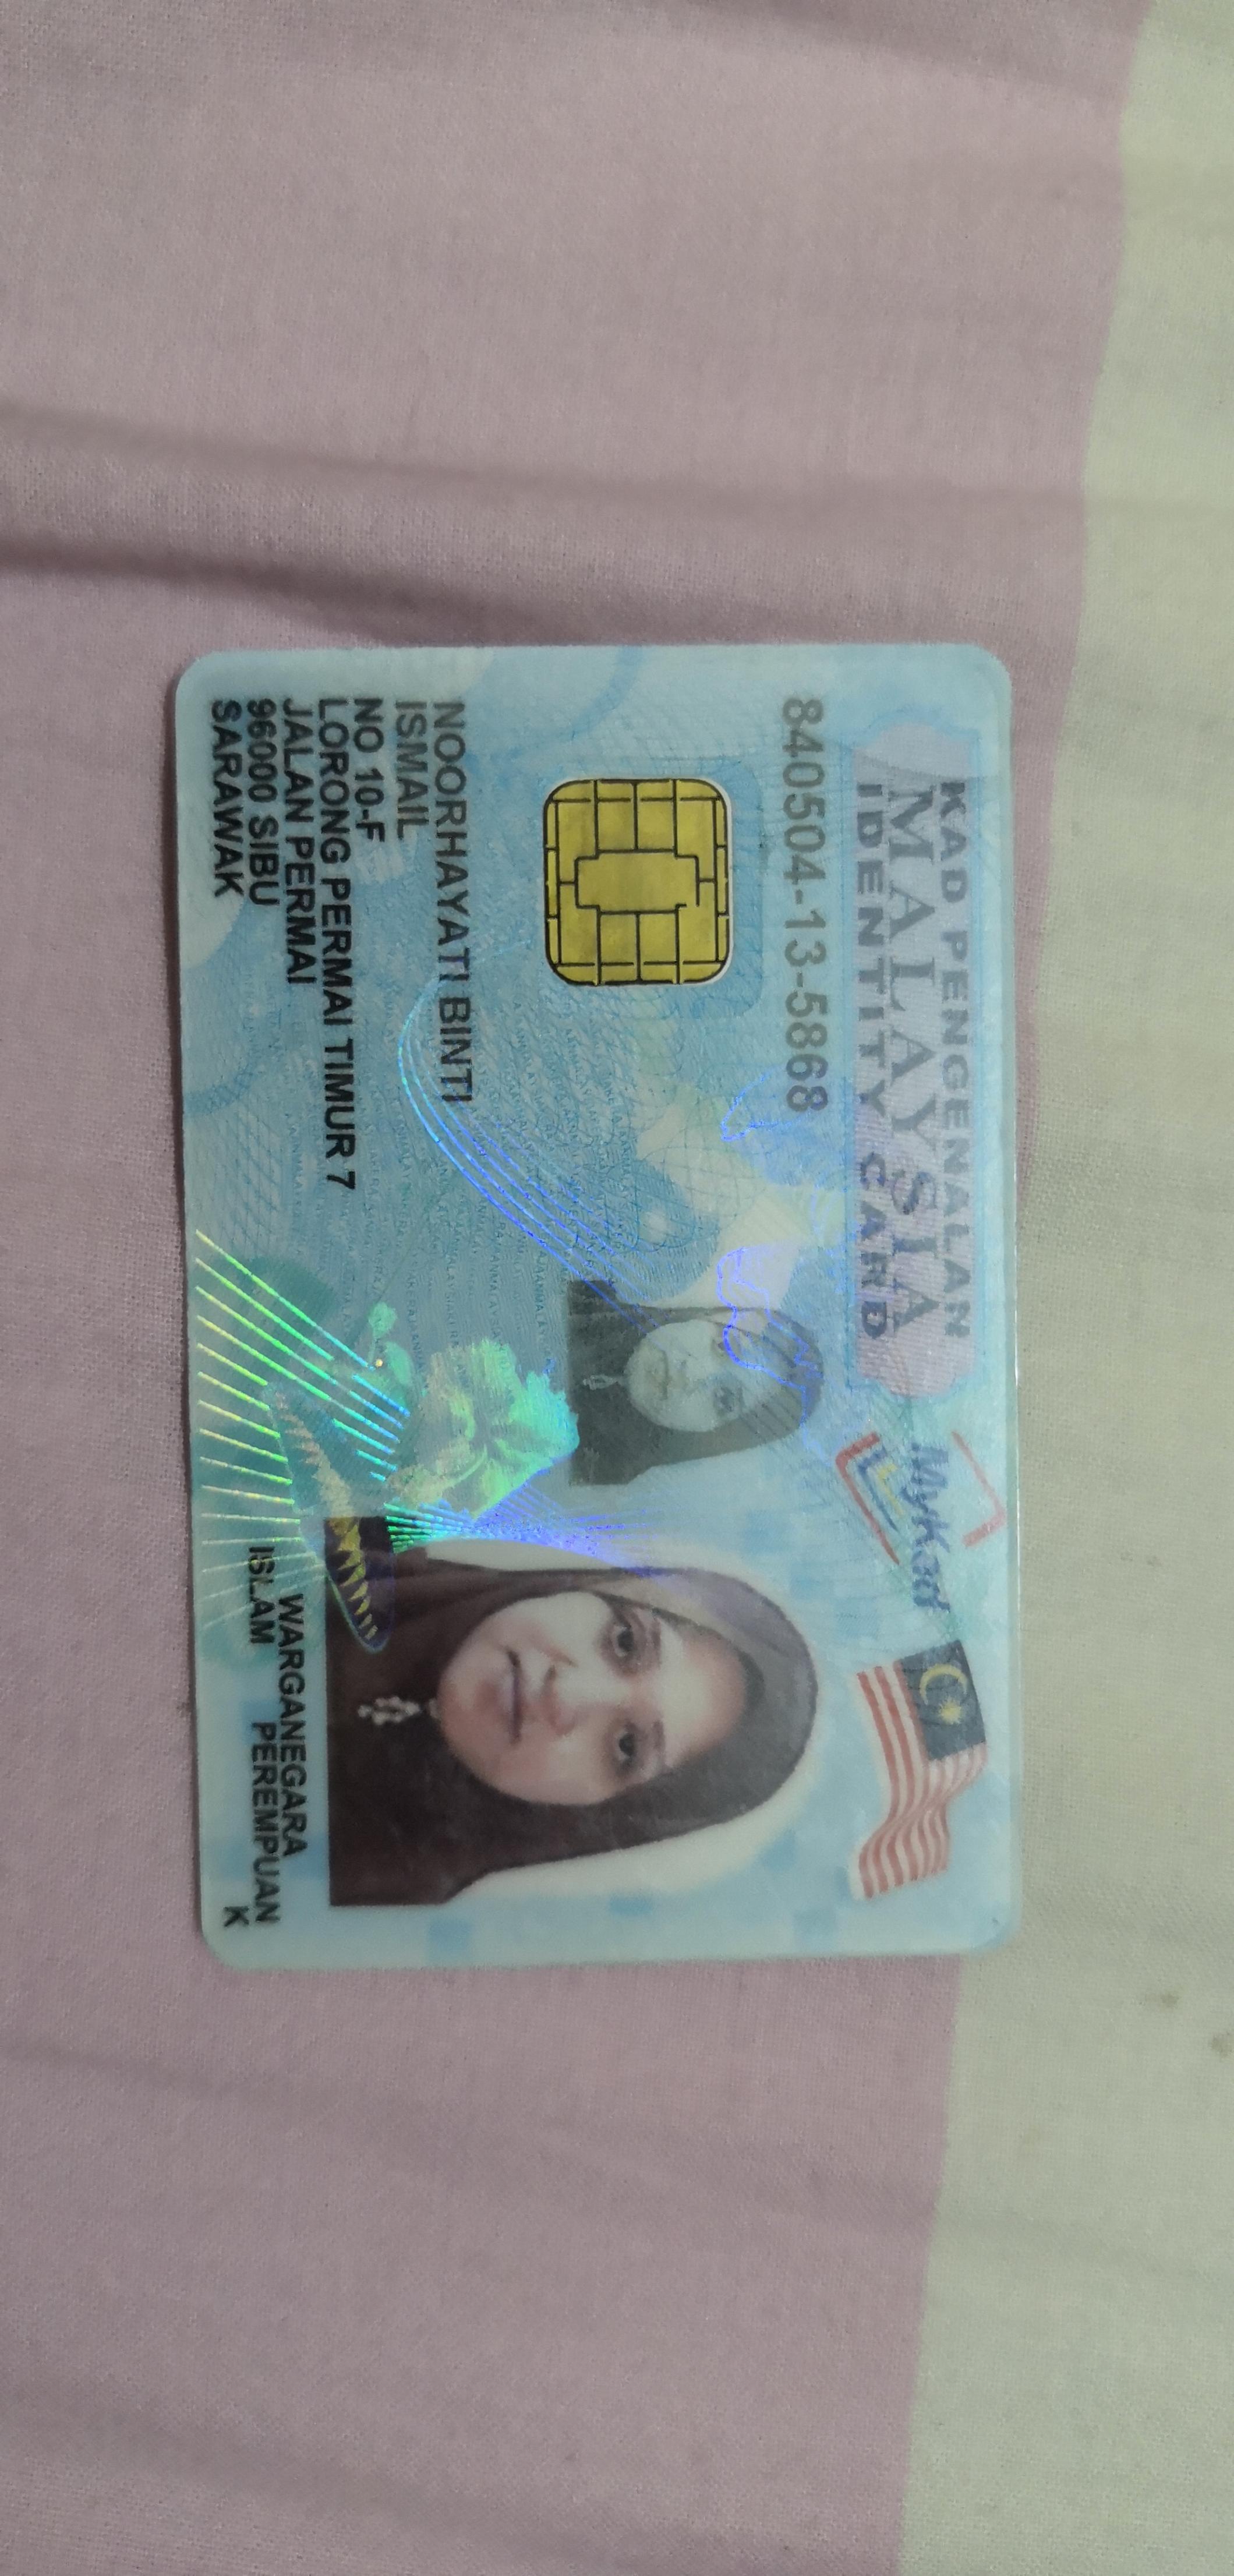 KAD PENGENALAN
MALAYSIA
IDENTITY CARD
MyKad
840504-13-5868
NOORHAYATI BINTI
ISMAIL
NO 10-F
LORONG PERMAI TIMUR 7
JALAN PERMAI
96000 SIBU
SARAWAK
WARGANEGARA
ISLAM PEREMPUAN
K